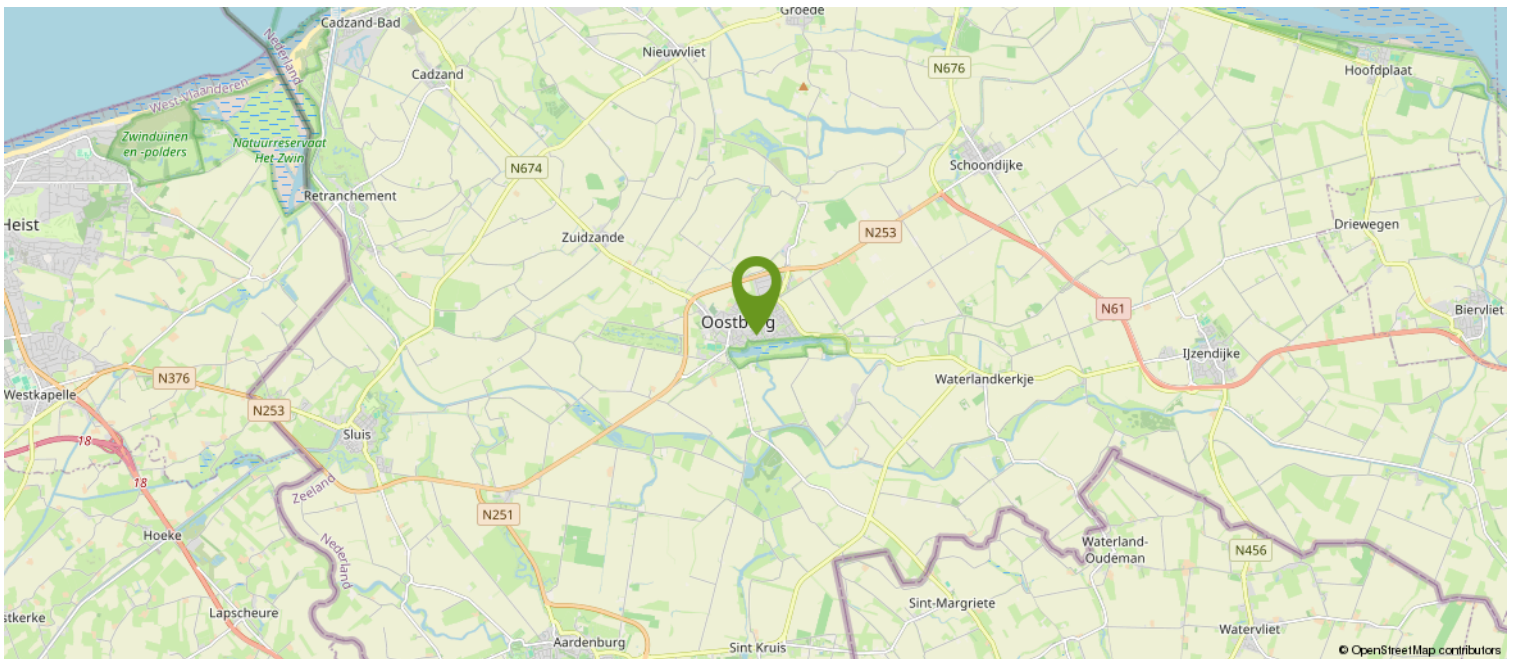 Groede
Cadzand-Bad
Nederland
Nieuwvliet
Cadzand
N676
Hoofdplaat
West-Vlaanderen
Zwinduinen
en -polders
Natuurreservaat
Het Zwin
N674
Schoondijke
Retranchement
Heist
Zuidzande
N253
Driewegen
N61
Biervliet
IJzendijke
N376
Waterlandkerkje
Westkapelle
N253
Sluis
18
18
Zeeland
N251
Hoeke
Nederland
Waterland-
Oudeman
N456
Lapscheure
stkerke
Sint-Margriete
Watervliet
Aardenburg
Sint Kruis
© OpenStreetMap contributors